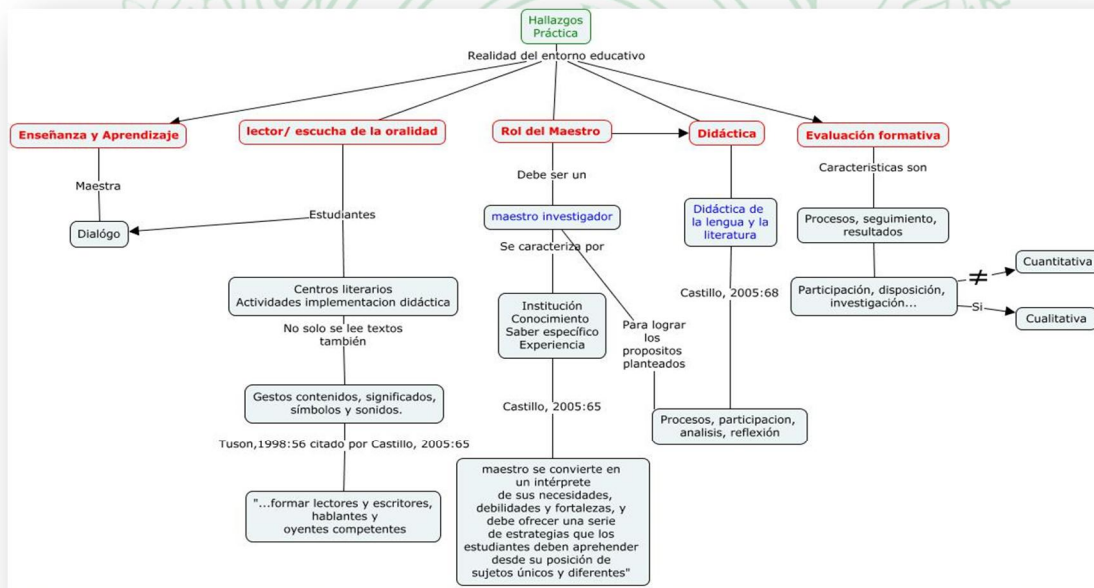 Hallazgos
Práctica
Realidad del entorno educativo
Enseñanza y Aprendizaje
lector/ escucha de la oralidad
Rol del Maestro
Didáctica
Evaluación formativa
Maestra
Dialógo
Estudiantes
Centros literarios
Actividades implementacion didáctica
No solo se lee textos
también
Gestos contenidos, significados,
símbolos y sonidos.
Tuson,1998:56 citado por Castillo, 2005:65
"...formar lectores y escritores,
hablantes y
oyentes competentes
Debe ser un
maestro investigador
Se caracteriza por
Institución
Conocimiento
Saber específico
Experiencia
Castillo, 2005:65
maestro se convierte en
un intérprete
de sus necesidades,
debilidades y fortalezas, y
debe ofrecer una serie
de estrategias que los
estudiantes deben aprehender
desde su posición de
sujetos únicos y diferentes"
Para lograr
los
propositos
planteados
Didáctica de
la lengua y la
literatura
Castillo, 2005:68
Procesos, participacion,
analisis, reflexión
Caracteristicas son
Procesos, seguimiento,
resultados
Participación, disposición,
investigación...
≠
Cuantitativa
Si
Cualitativa